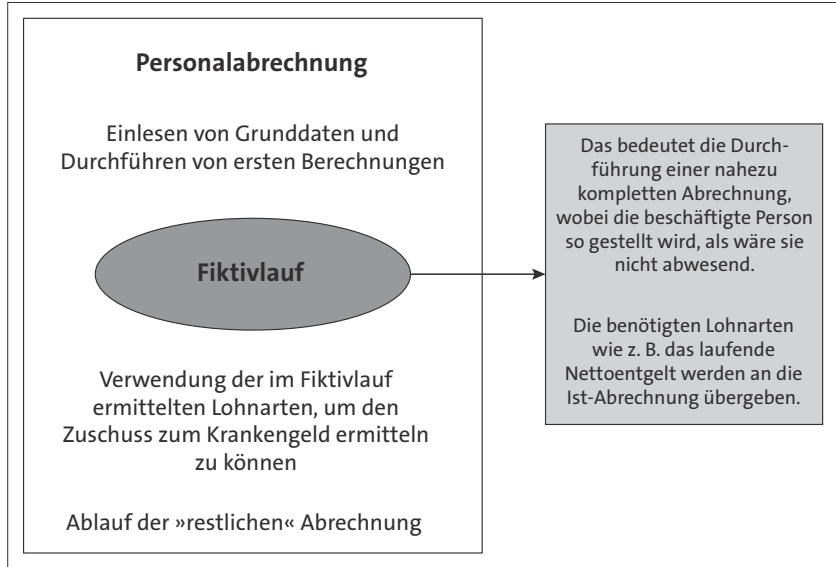 Personalabrechnung
Einlesen von Grunddaten und
Durchführen von ersten Berechnungen
Fiktivlauf
Verwendung der im Fiktivlauf
ermittelten Lohnarten, um den
Zuschuss zum Krankengeld ermitteln
zu können
Ablauf der »restlichen« Abrechnung
Das bedeutet die Durch-
führung einer nahezu
kompletten Abrechnung,
wobei die beschäftigte Person
so gestellt wird, als wäre sie
nicht abwesend.
Die benötigten Lohnarten
wie z. B. das laufende
Nettoentgelt werden an die
Ist-Abrechnung übergeben.